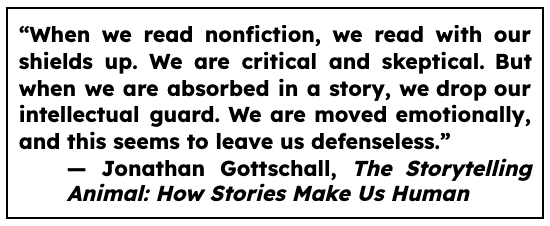 “When we read nonfiction, we read with our
shields up. We are critical and skeptical. But
when we are absorbed in a story, we drop our
intellectual guard. We are moved emotionally,
and this seems to leave us defenseless.”
— Jonathan Gottschall, The Storytelling
Animal: How Stories Make Us Human